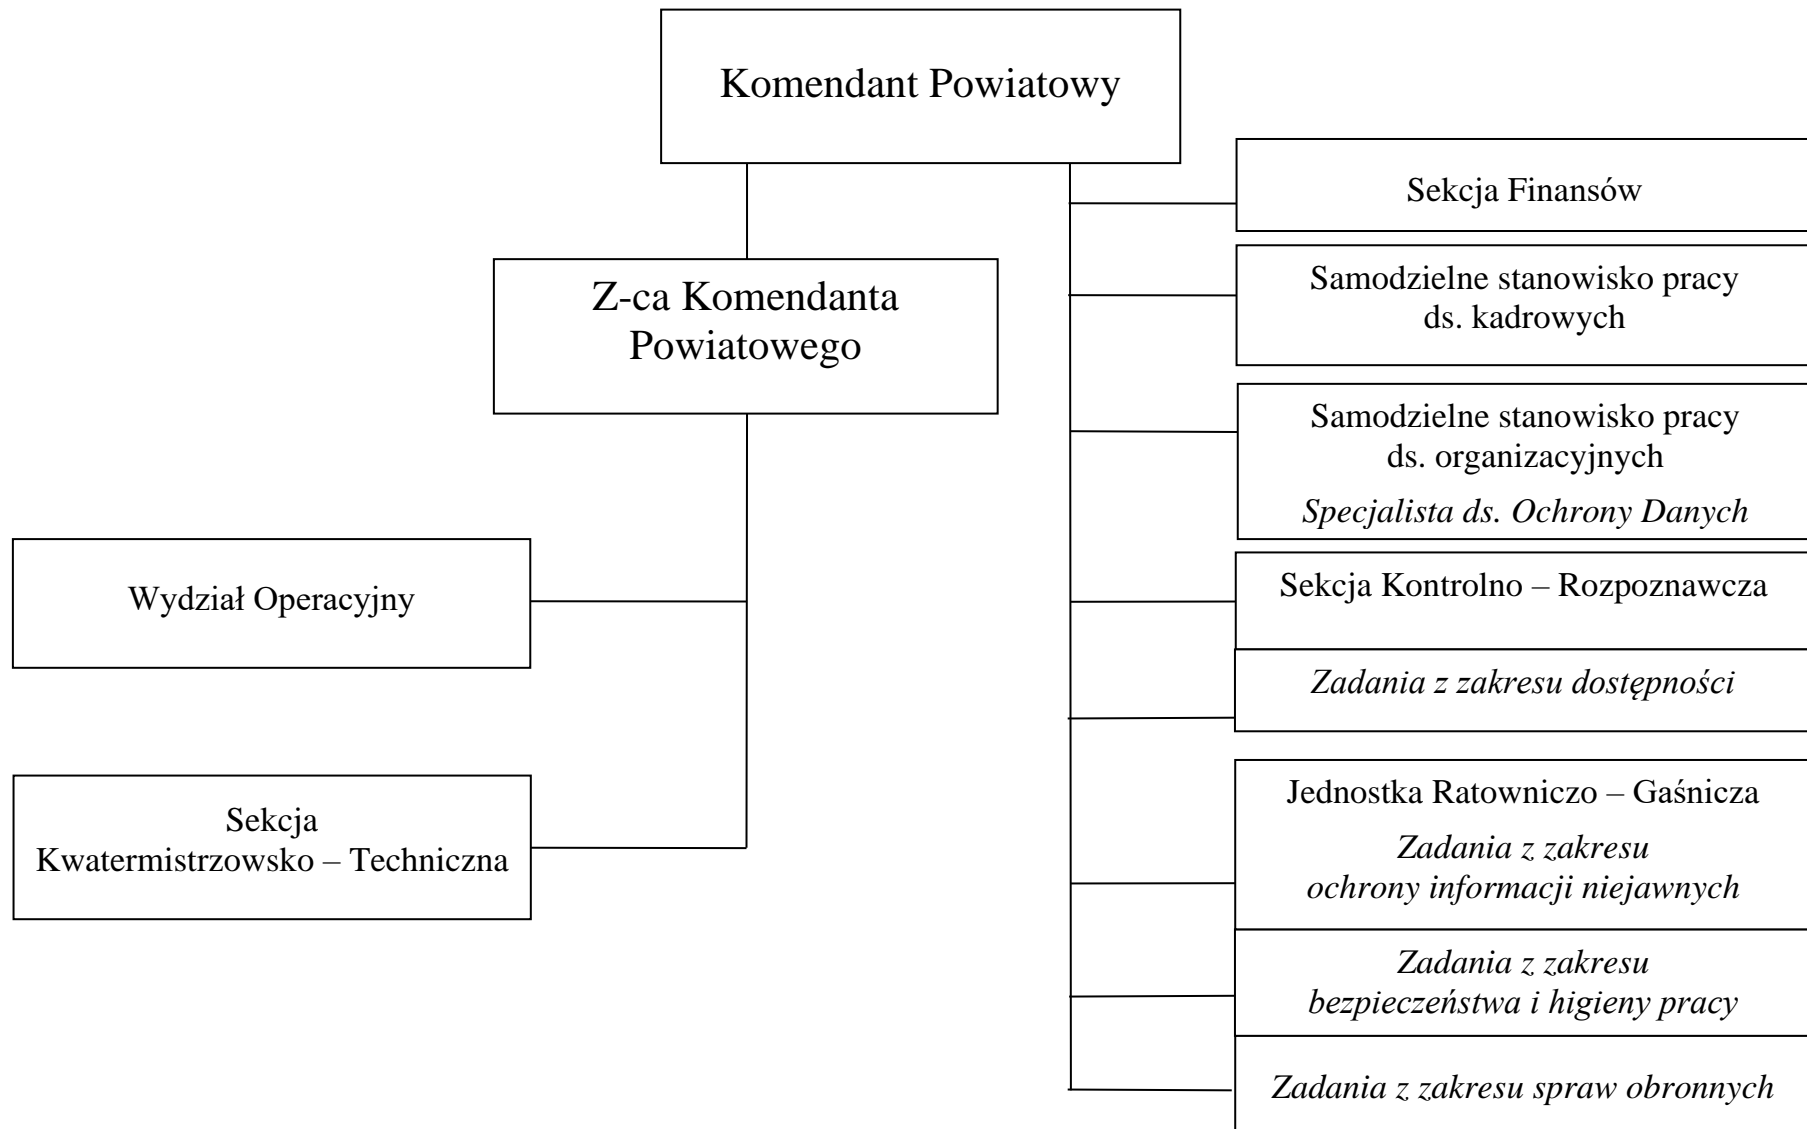 Komendant Powiatowy
Z-ca Komendanta
Powiatowego
Wydział Operacyjny
Sekcja
Kwatermistrzowsko – Techniczna
Sekcja Finansów
Samodzielne stanowisko pracy
ds. kadrowych
Samodzielne stanowisko pracy
ds. organizacyjnych
Specjalista ds. Ochrony Danych
Sekcja Kontrolno – Rozpoznawcza
Zadania z zakresu dostępności
Jednostka Ratowniczo – Gaśnicza
Zadania z zakresu
ochrony informacji niejawnych
Zadania z zakresu
bezpieczeństwa i higieny pracy
Zadania z zakresu spraw obronnych